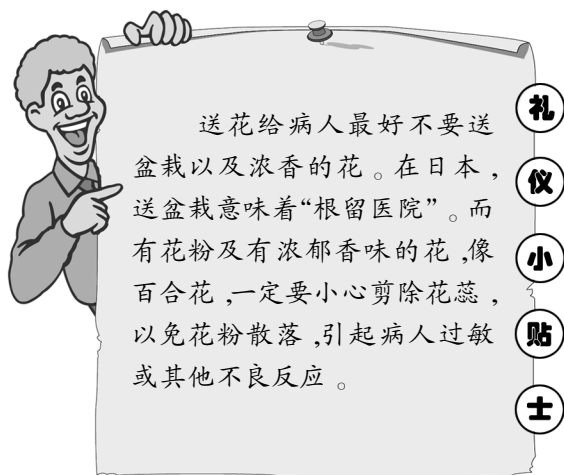 送花给病人最好不要送
盆栽以及浓香的花。在日本，
送盆栽意味着“根留医院”。而
有花粉及有浓郁香味的花，像
百合花，一定要小心剪除花蕊，
以免花粉散落，引起病人过敏
或其他不良反应。
礼
仪
小
贴
士